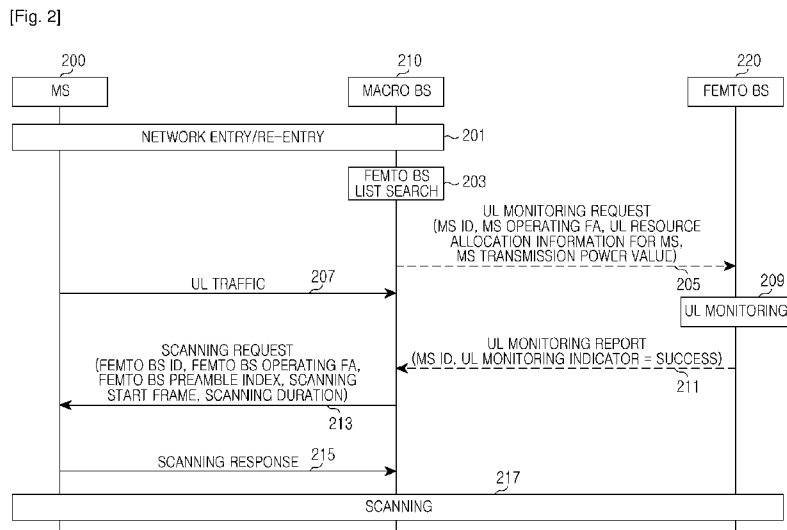 [Fig. 2]
200
210
220
MS
MACRO BS
FEMTO BS
NETWORK ENTRY/RE-ENTRY
201
FEMTO BS
LIST SEARCH
203
UL MONITORING REQUEST
(MS ID, MS OPERATING FA, UL RESOURCE
ALLOCATION INFORMATION FOR MS,
MS TRANSMISSION POWER VALUE)
205
UL TRAFFIC
207
209
UL MONITORING
UL MONITORING REPORT
(MS ID, UL MONITORING INDICATOR = SUCCESS)
211
SCANNING REQUEST
(FEMTO BS ID, FEMTO BS OPERATING FA,
FEMTO BS PREAMBLE INDEX, SCANNING
START FRAME, SCANNING DURATION)
213
SCANNING RESPONSE
215
217
SCANNING